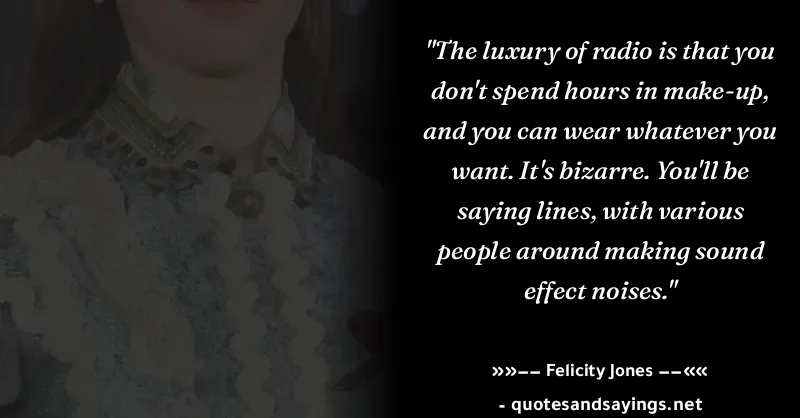 "The luxury of radio is that you
don't spend hours in make-up,
and you can wear whatever you
want. It's bizarre. You'll be
saying lines, with various
people around making sound
effect noises."
»»−− Felicity Jones −−««
- quotesandsayings.net